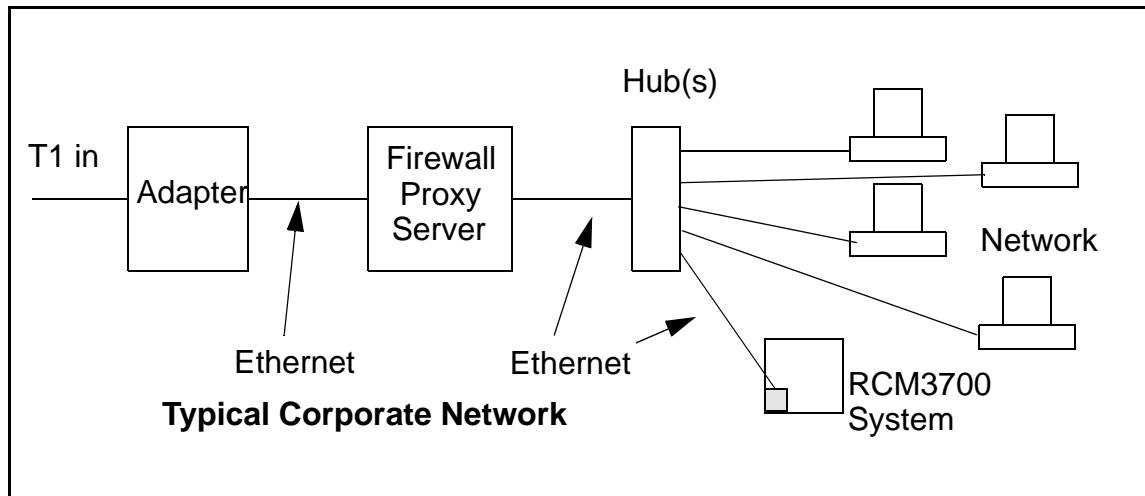 Hub(s)
T1 in
Adapter
Firewall
Proxy
Server
Network
Ethernet
Ethernet
RCM3700
System
Typical Corporate Network